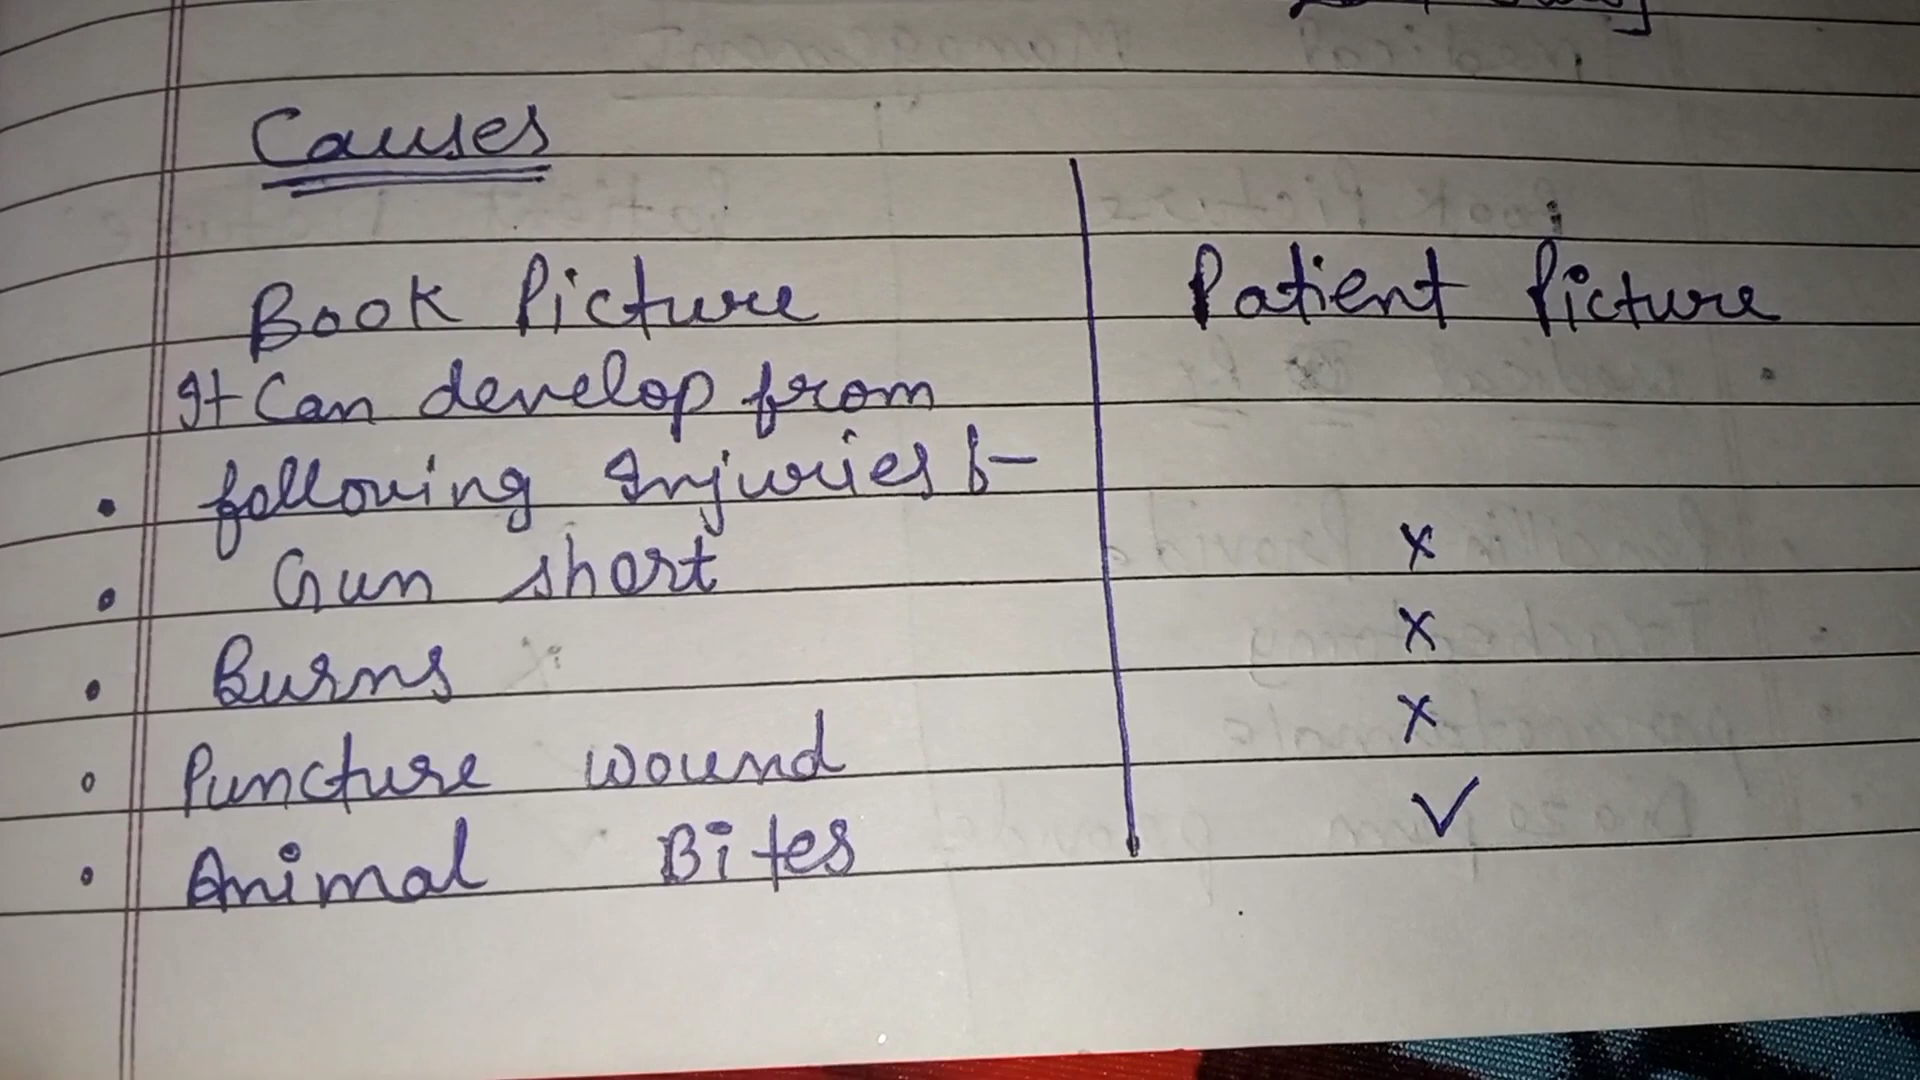 Causes
Book Picture | Patient Picture
It Can develop from
• following Injuries :-
• Gun short ×
• Burns ×
• Puncture wound ×
• Animal Bites ✓